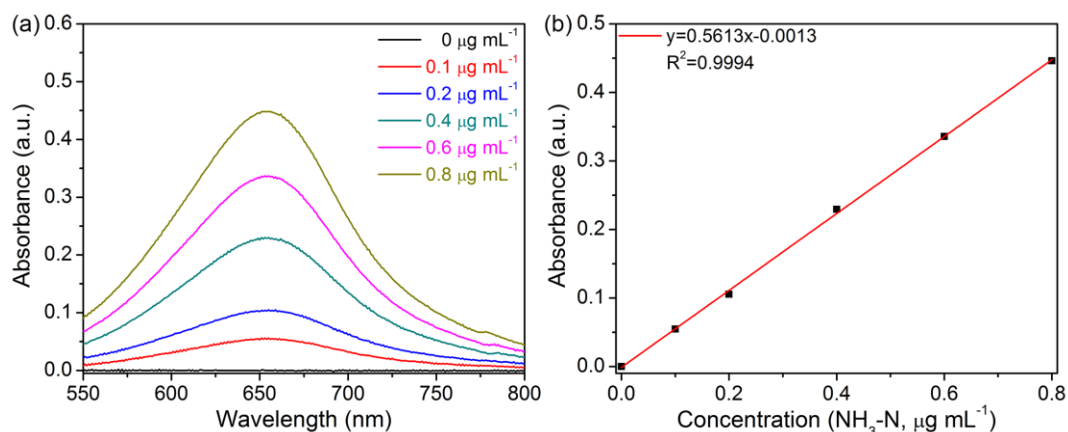 (a)
0 μg mL⁻¹
0.1 μg mL⁻¹
0.2 μg mL⁻¹
0.4 μg mL⁻¹
0.6 μg mL⁻¹
0.8 μg mL⁻¹
Absorbance (a.u.)
0.6
0.5
0.4
0.3
0.2
0.1
0.0
550 600 650 700 750 800
Wavelength (nm)
(b)
y=0.5613x-0.0013
R²=0.9994
Absorbance (a.u.)
0.5
0.4
0.3
0.2
0.1
0.0
0.0 0.2 0.4 0.6 0.8
Concentration (NH₃-N, μg mL⁻¹)